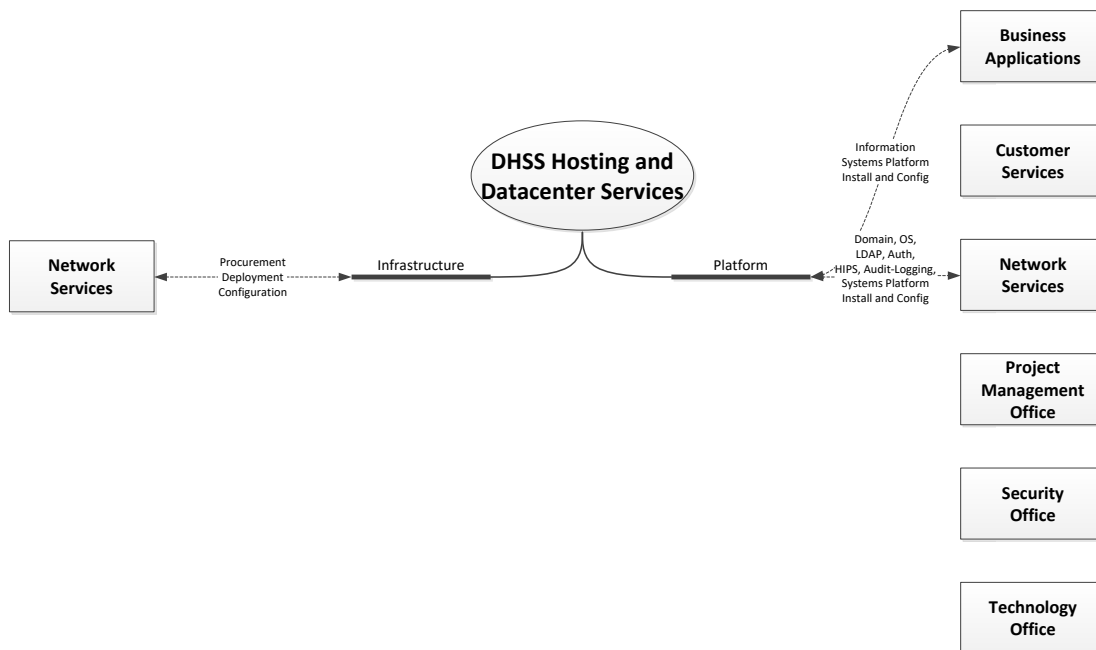 Business
Applications
DHSS Hosting and
Datacenter Services
Information
Systems Platform
Install and Config
Customer
Services
Network
Services
Procurement
Deployment
Configuration
Infrastructure
Platform
Domain, OS,
LDAP, Auth,
HIPS, Audit-Logging,
Systems Platform
Install and Config
Network
Services
Project
Management
Office
Security
Office
Technology
Office